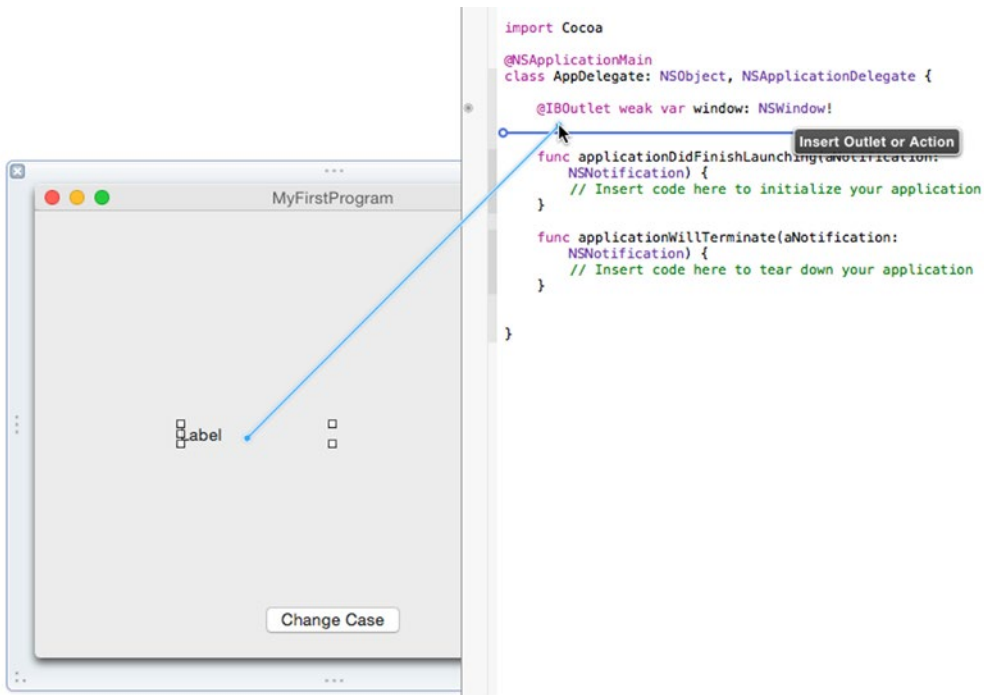 import Cocoa
@NSApplicationMain
class AppDelegate: NSObject, NSApplicationDelegate {
@IBOutlet weak var window: NSWindow!
Insert Outlet or Action
func applicationDidFinishLaunching(aNotification:
NSNotification) {
// Insert code here to initialize your application
}
func applicationWillTerminate(aNotification:
NSNotification) {
// Insert code here to tear down your application
}
}
MyFirstProgram
Label
Change Case